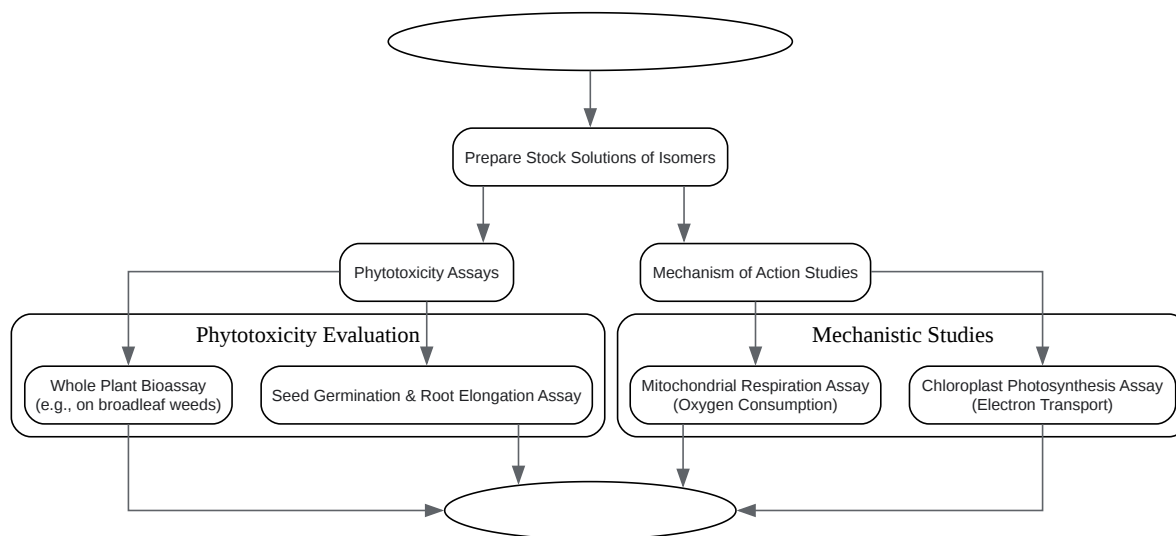 Prepare Stock Solutions of Isomers
Phytotoxicity Assays
Mechanism of Action Studies
Phytotoxicity Evaluation
Mechanistic Studies
Whole Plant Bioassay
(e.g., on broadleaf weeds)
Seed Germination & Root Elongation Assay
Mitochondrial Respiration Assay
(Oxygen Consumption)
Chloroplast Photosynthesis Assay
(Electron Transport)